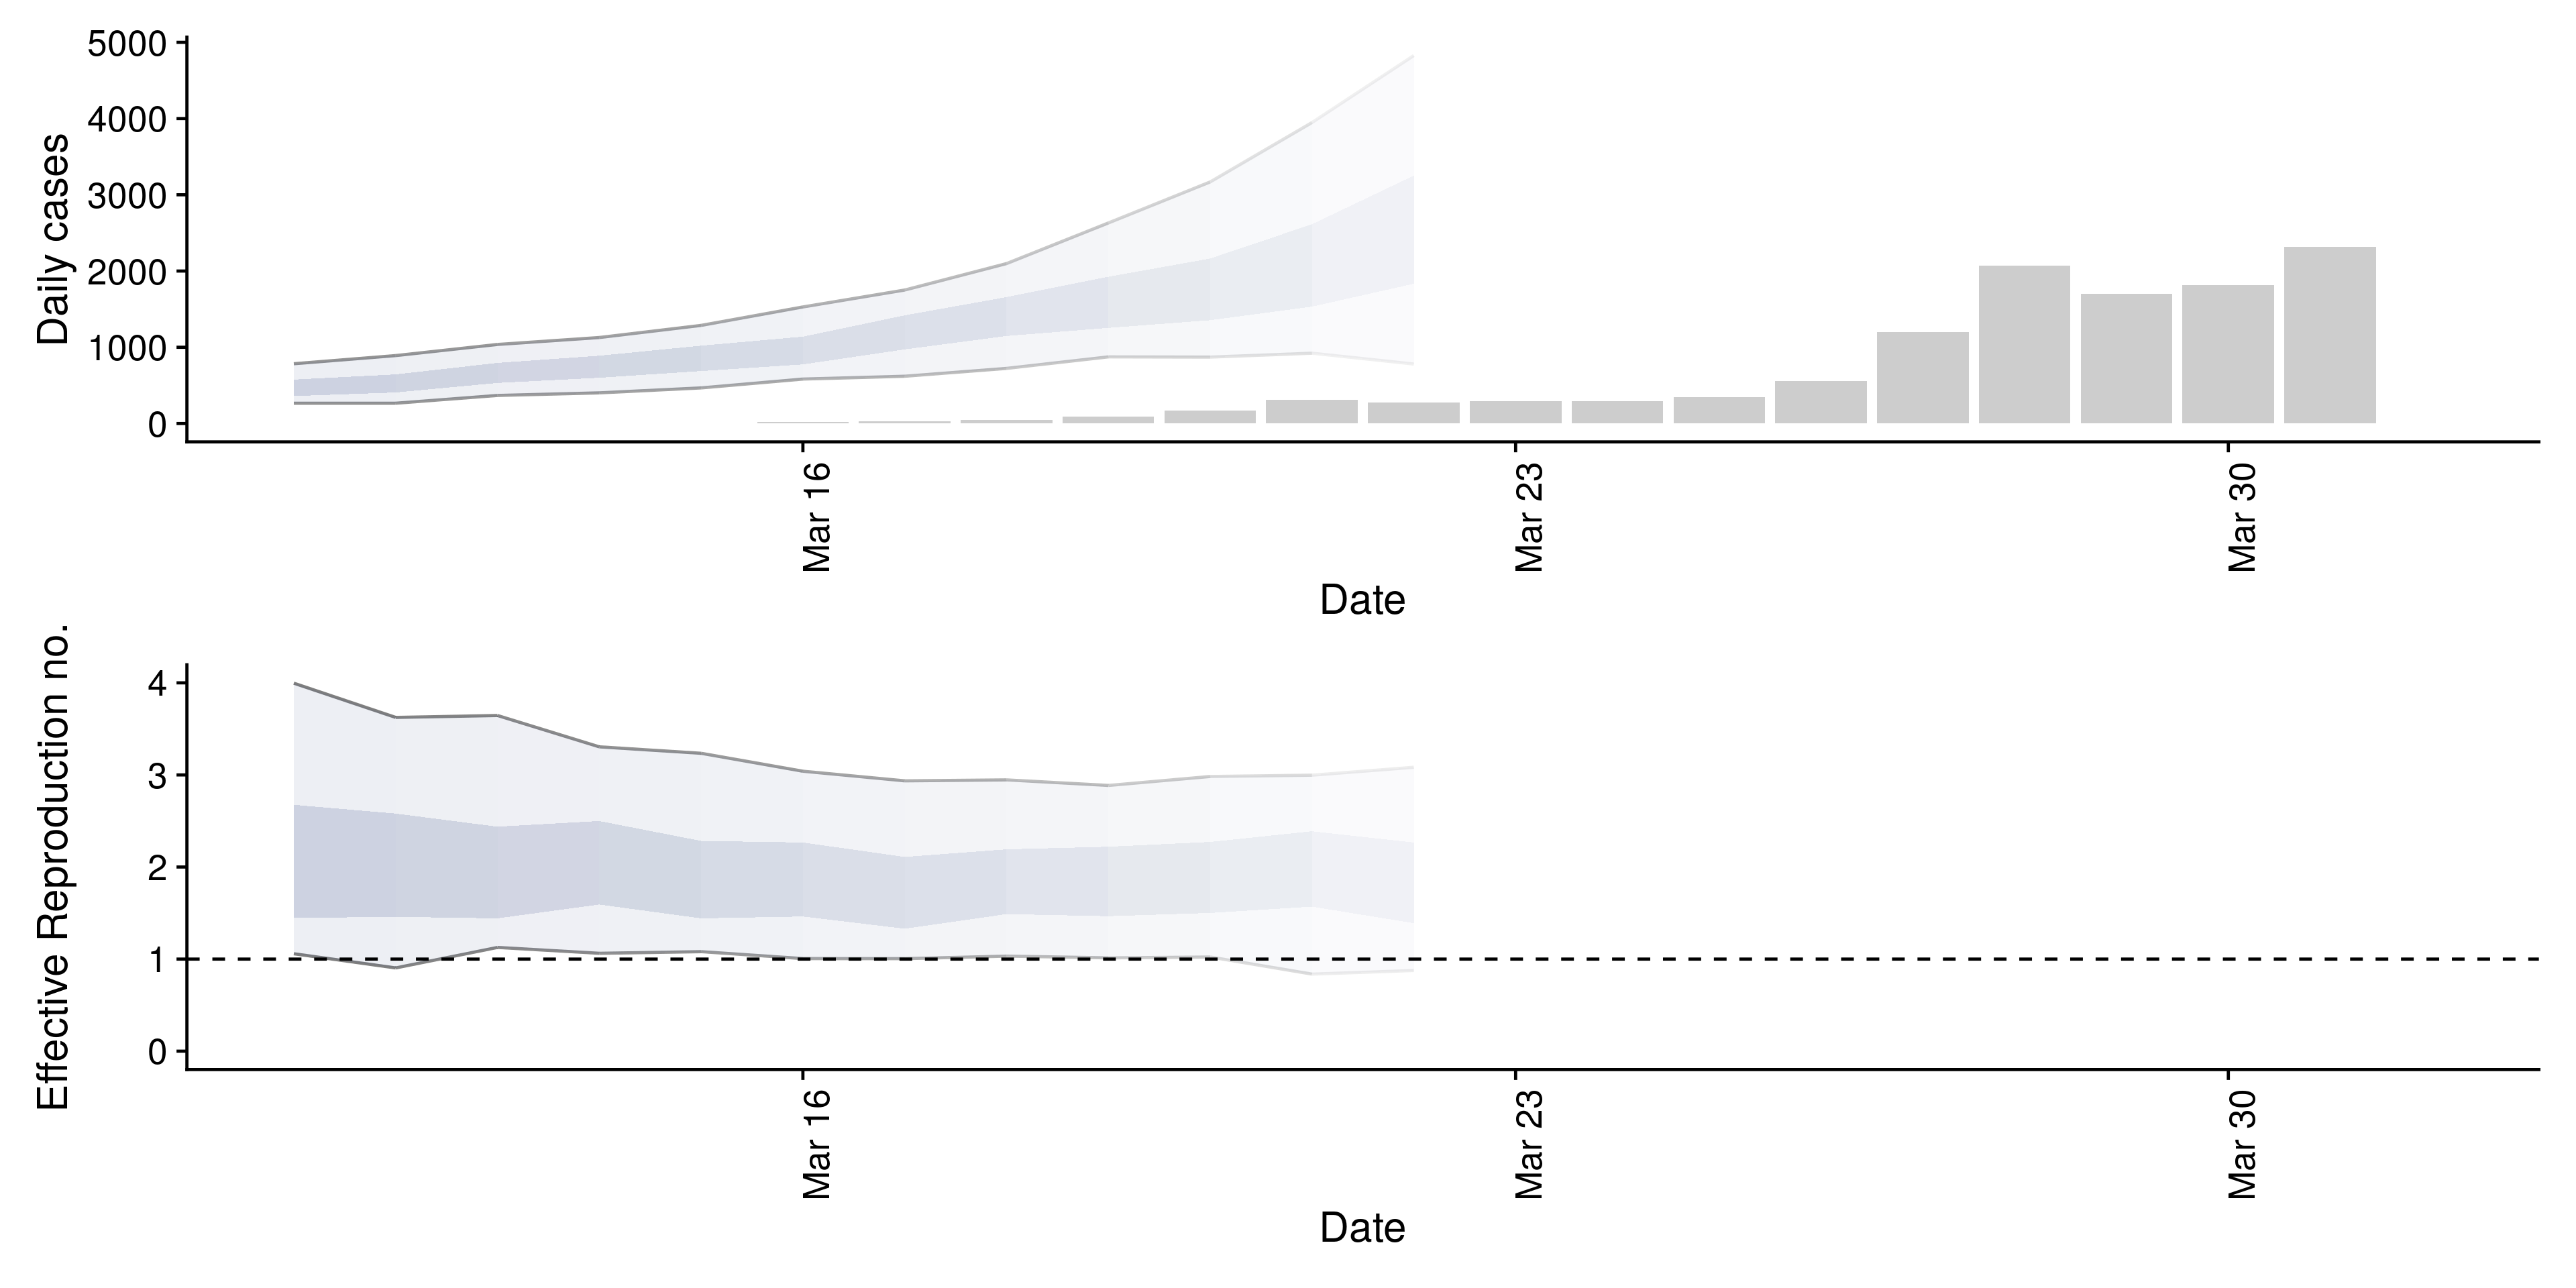 Daily cases
5000
4000
3000
2000
1000
0
Mar 16
Mar 23
Mar 30
Date
Effective Reproduction no.
4
3
2
1
0
Mar 16
Mar 23
Mar 30
Date